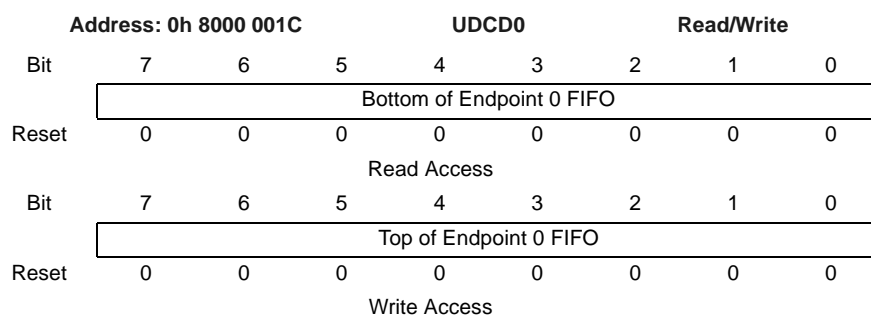 Address: 0h 8000 001C UDCD0 Read/Write
Bit 7 6 5 4 3 2 1 0
Bottom of Endpoint 0 FIFO
Reset 0 0 0 0 0 0 0 0
Read Access
Bit 7 6 5 4 3 2 1 0
Top of Endpoint 0 FIFO
Reset 0 0 0 0 0 0 0 0
Write Access